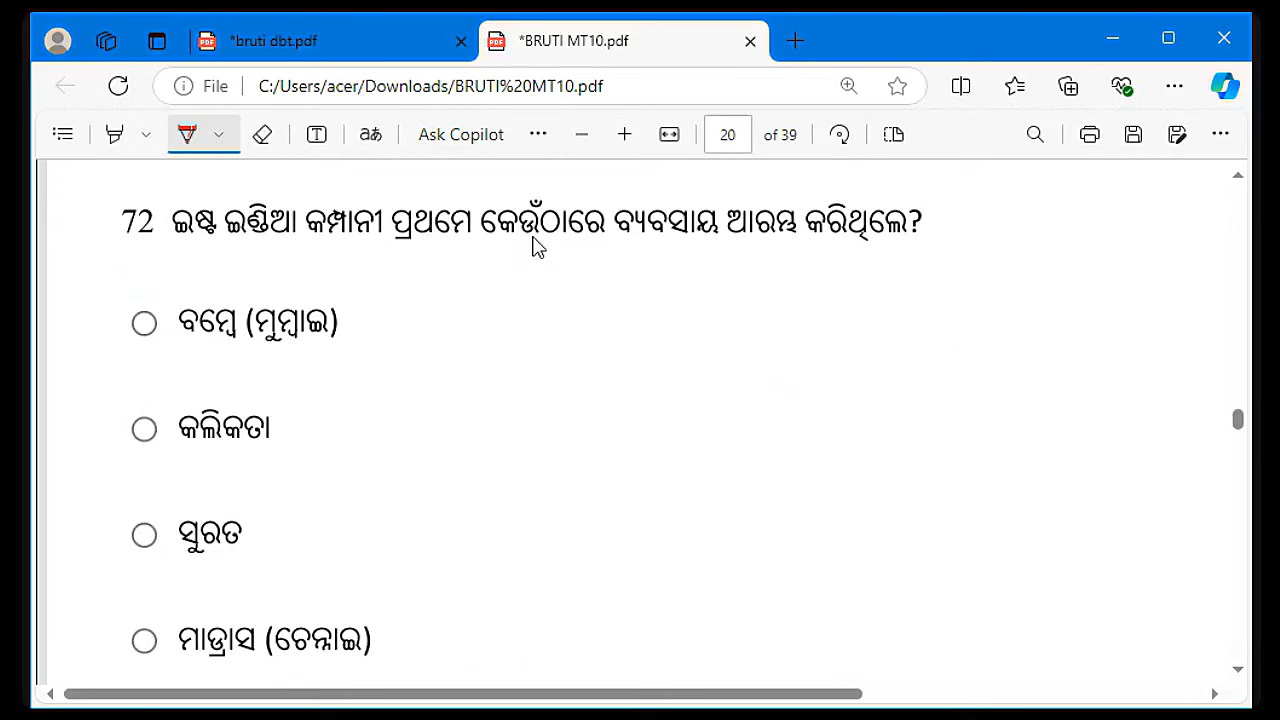 *bruti dbt.pdf
*BRUTI MT10.pdf
File
C:/Users/acer/Downloads/BRUTI%20MT10.pdf
Ask Copilot
20
of 39
72 ଇଷ୍ଟ ଇଣ୍ଡିଆ କମ୍ପାନୀ ପ୍ରଥମେ କେଉଁଠାରେ ବ୍ୟବସାୟ ଆରମ୍ଭ କରିଥିଲେ?
ବମ୍ବେ (ମୁମ୍ବାଇ)
କଲିକତା
ସୁରତ
ମାଡ୍ରାସ (ଚେନ୍ନାଇ)